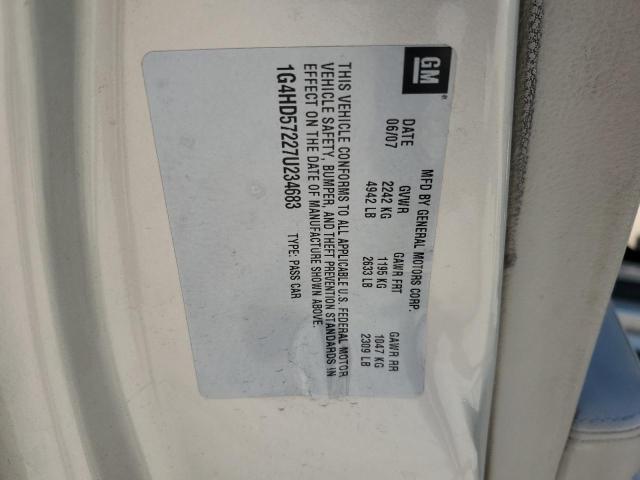 GM
MFD BY GENERAL MOTORS CORP.
DATE GVWR GAWR FRT GAWR RR
06/07 2242 KG 1195 KG 1047 KG
4942 LB 2633 LB 2309 LB
THIS VEHICLE CONFORMS TO ALL APPLICABLE U.S. FEDERAL MOTOR
VEHICLE SAFETY, BUMPER, AND THEFT PREVENTION STANDARDS IN
EFFECT ON THE DATE OF MANUFACTURE SHOWN ABOVE.
1G4HD57227U234683 TYPE: PASS CAR